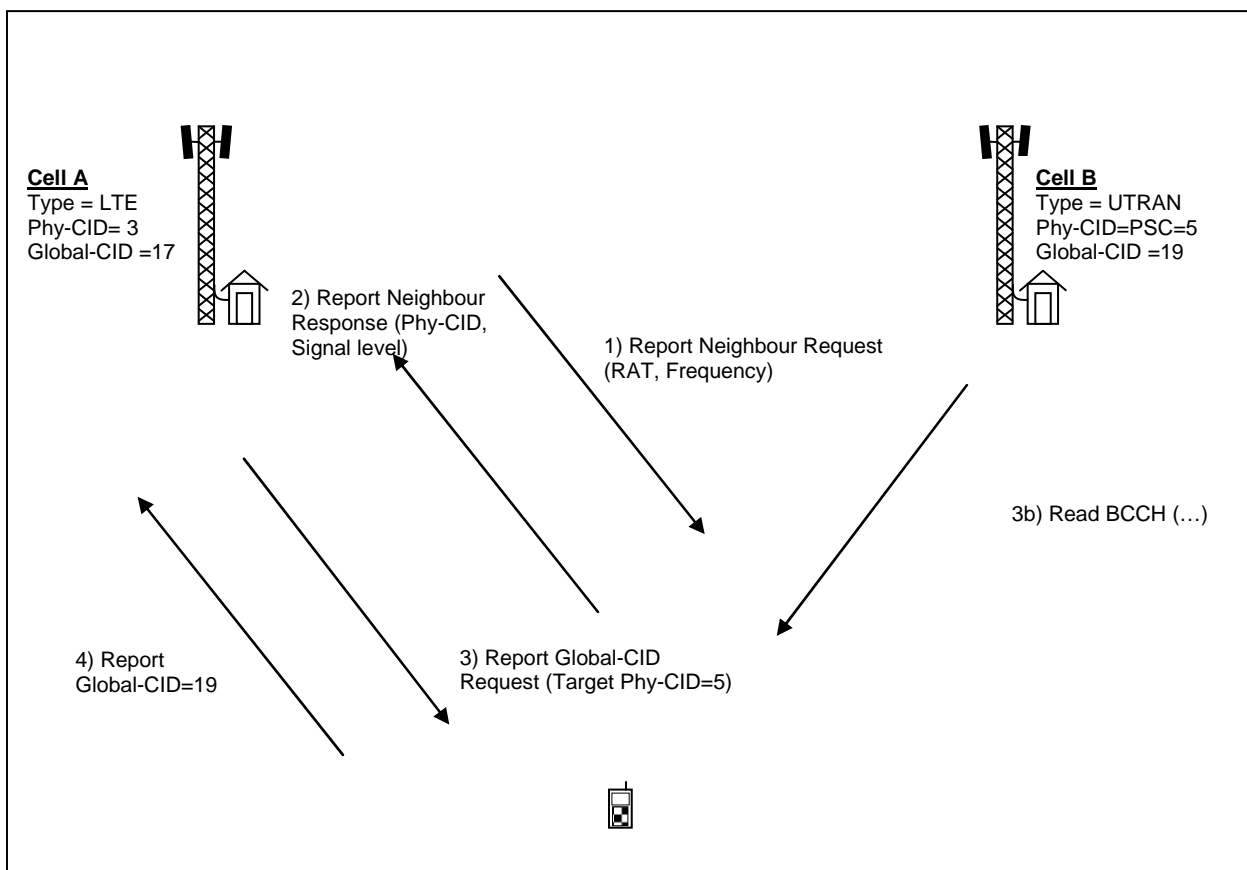 Cell A
Type = LTE
Phy-CID= 3
Global-CID =17
Cell B
Type = UTRAN
Phy-CID=PSC=5
Global-CID =19
2) Report Neighbour
Response (Phy-CID,
Signal level)
1) Report Neighbour Request
(RAT, Frequency)
3b) Read BCCH (…)
4) Report
Global-CID=19
3) Report Global-CID
Request (Target Phy-CID=5)